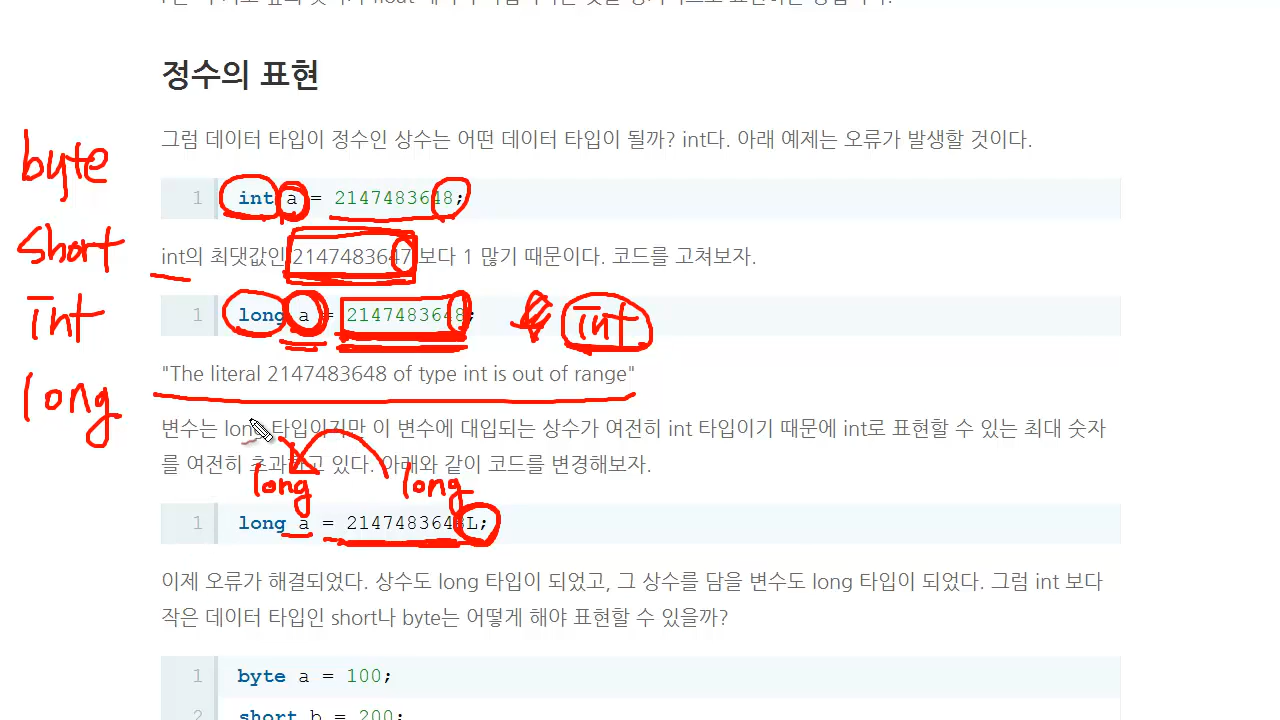 정수의 표현
그럼 데이터 타입이 정수인 상수는 어떤 데이터 타입이 될까? int다. 아래 예제는 오류가 발생할 것이다.
byte
1 int a = 2147483648;
short
int의 최댓값인 2147483647 보다 1 많기 때문이다. 코드를 고쳐보자.
int
1 long a = 2147483648; int
"The literal 2147483648 of type int is out of range"
long
변수는 long 타입이지만 이 변수에 대입되는 상수가 여전히 int 타입이기 때문에 int로 표현할 수 있는 최대 숫자
를 여전히 초과하고 있다. 아래와 같이 코드를 변경해보자.
long long
1 long a = 2147483648L;
이제 오류가 해결되었다. 상수도 long 타입이 되었고, 그 상수를 담을 변수도 long 타입이 되었다. 그럼 int 보다
작은 데이터 타입인 short나 byte는 어떻게 해야 표현할 수 있을까?
1 byte a = 100;
2 short b = 200;